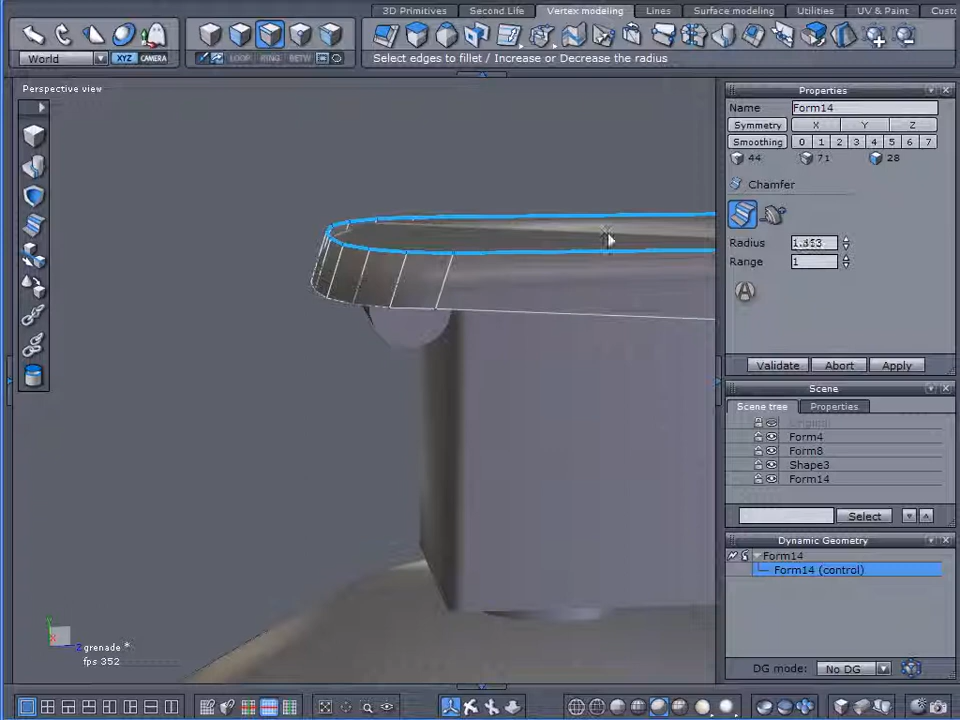 3D Primitives Second Life Vertex modeling Lines Surface modeling Utilities UV & Paint
World XYZ CAMERA LOOP RING BETW Select edges to fillet / Increase or Decrease the radius
Perspective view
Properties
Name Form14
Symmetry X Y Z
Smoothing 0 1 2 3 4 5 6 7
44 71 28
Chamfer
Radius
Range 1
Validate Abort Apply
Scene
Scene tree Properties
Form4
Form8
Shape3
Form14
Select
Dynamic Geometry
Form14
Form14 (control)
Y
X Z
grenade *
fps 352
DG mode: No DG